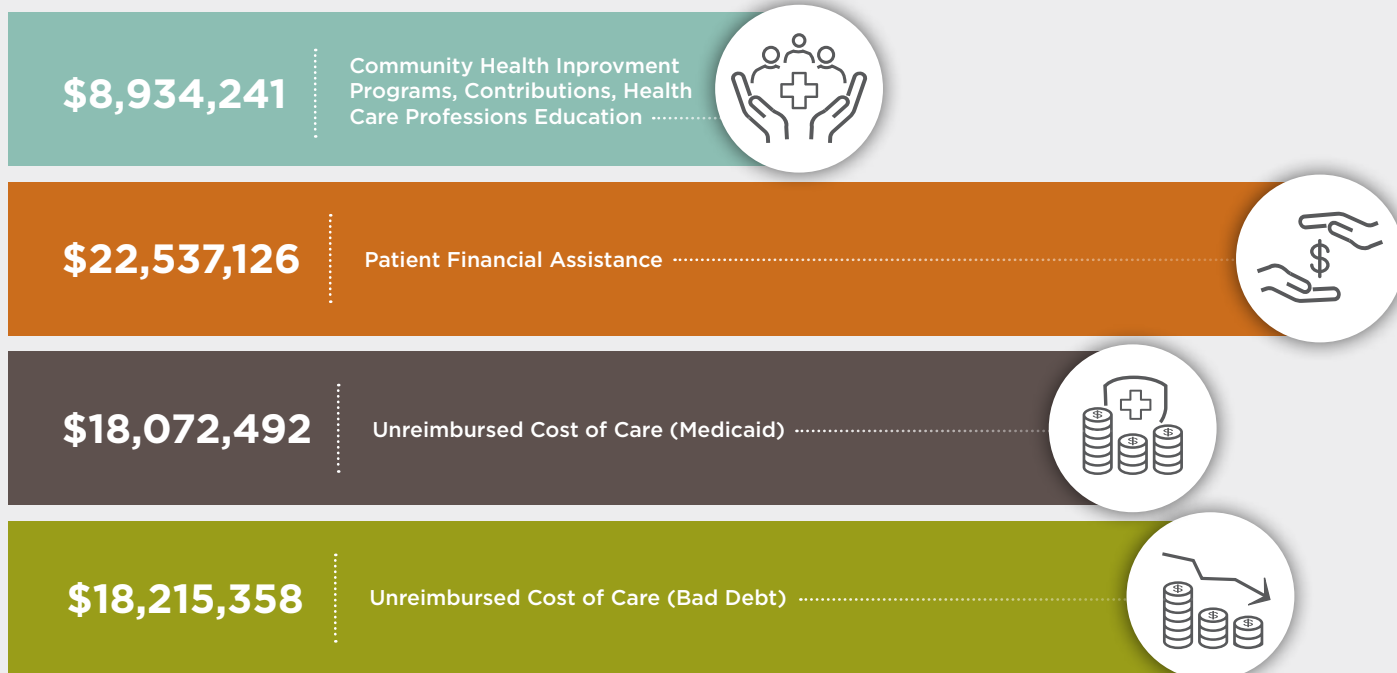 $8,934,241
Community Health Inprovment
Programs, Contributions, Health
Care Professions Education
$
$22,537,126
Patient Financial Assistance
$18,072,492
Unreimbursed Cost of Care (Medicaid)
$ $ $
$18,215,358
Unreimbursed Cost of Care (Bad Debt)
$ $ $